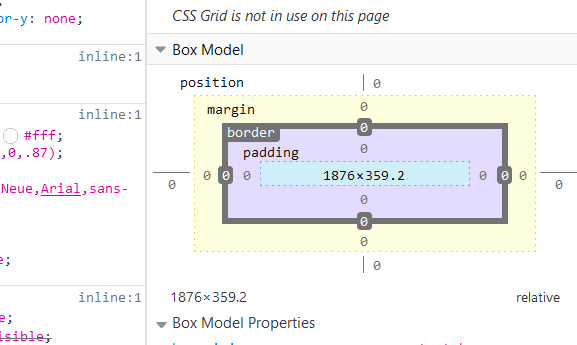 or-y: none;
inline:1
inline:1
#fff;
,0,.87);
Neue,Arial,sans-
e;
inline:1
e;
isible;
CSS Grid is not in use on this page
Box Model
position 0
margin 0
border 0
padding 0
0 0 0 0 1876×359.2 0 0 0 0
0
0
0
0
1876×359.2 relative
Box Model Properties